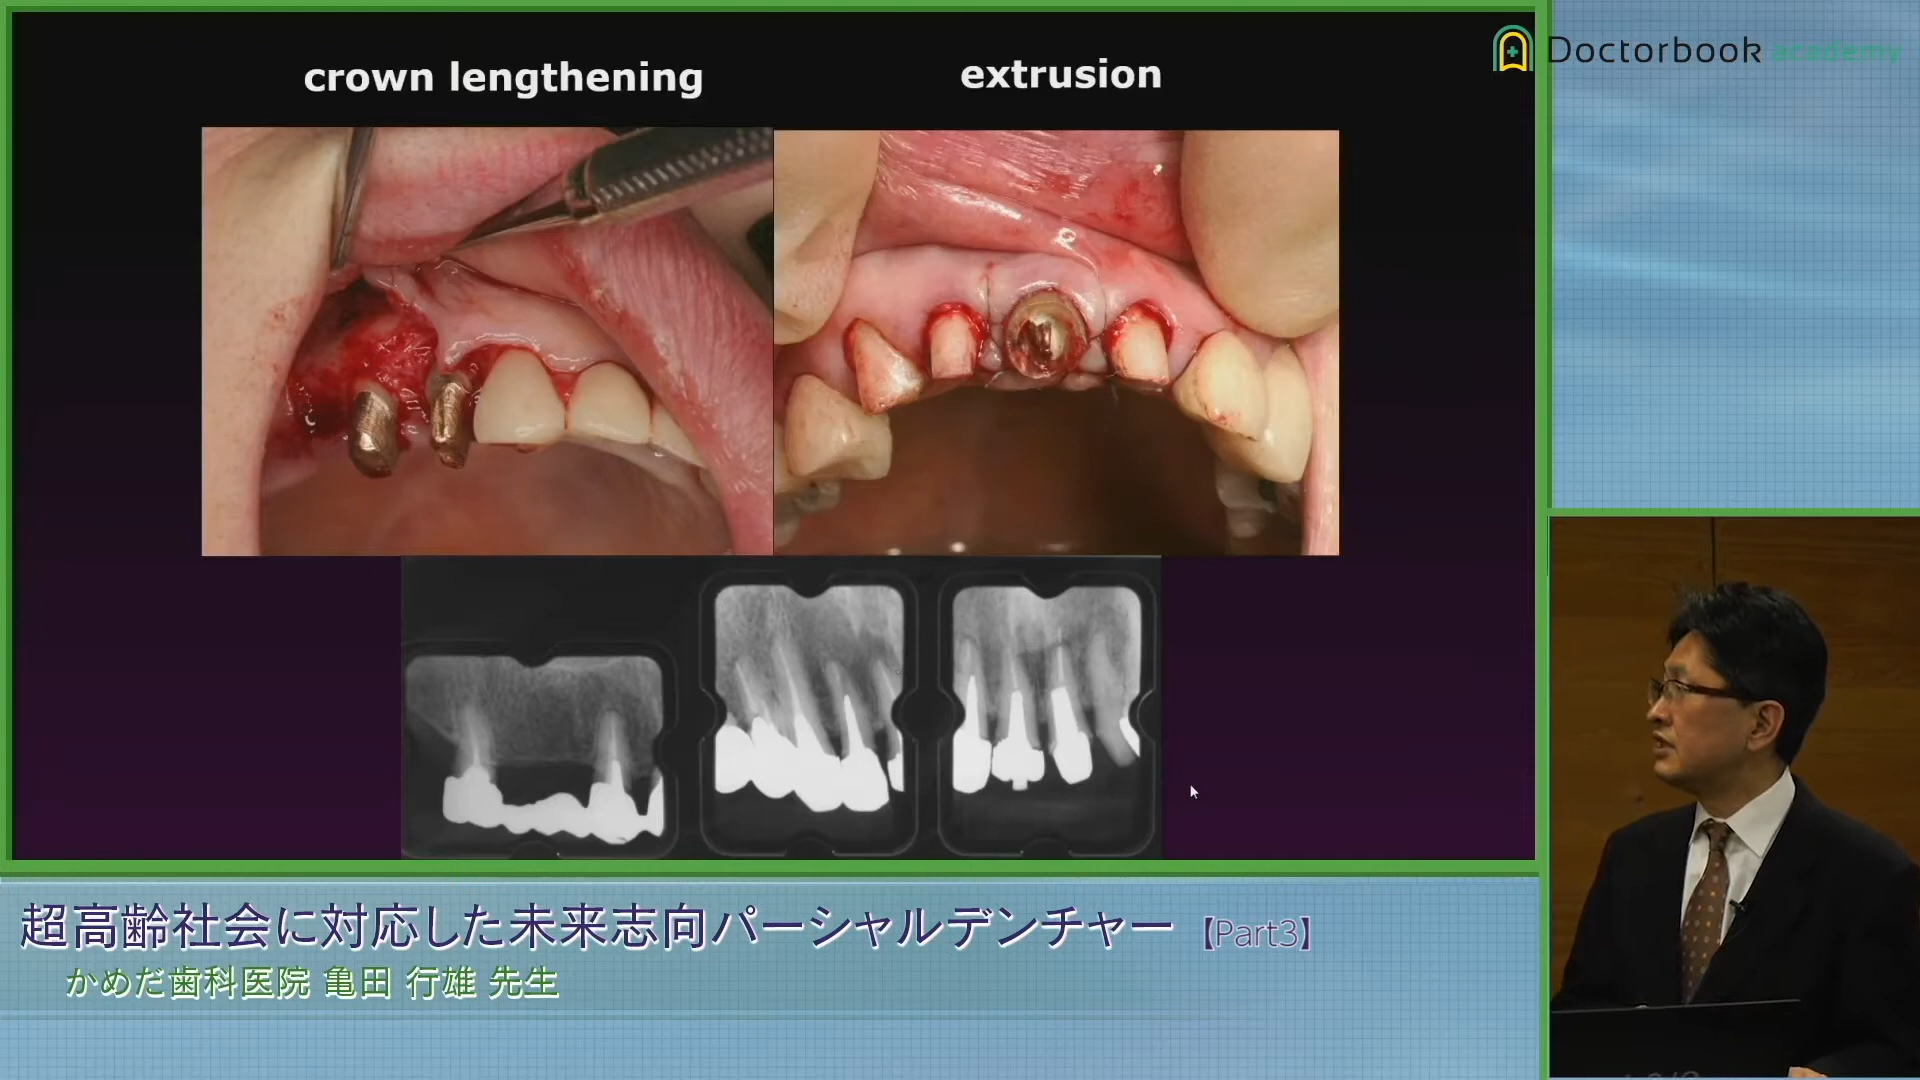 crown lengthening
extrusion
Doctorbook academy
超高齢社会に対応した未来志向パーシャルデンチャー 【Part3】
かめだ歯科医院 亀田 行雄 先生